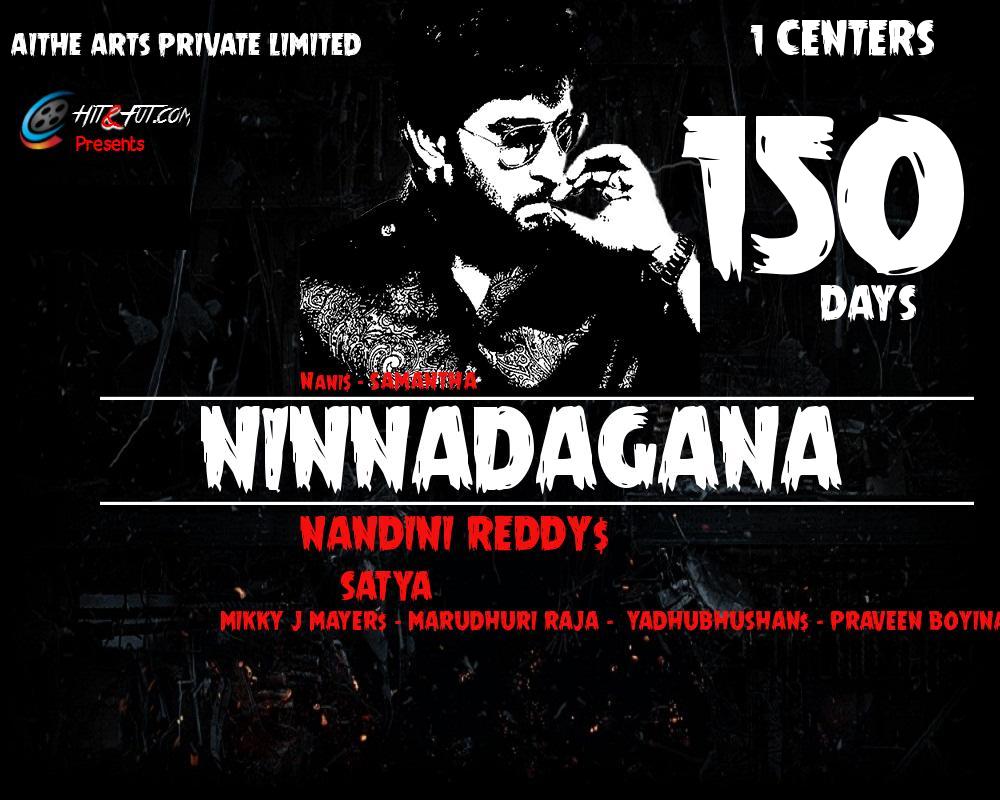 AITHE ARTS PRIVATE LIMITED
1 CENTERS
HIT&FUT.COM
Presents
150
DAYS
NANI$ - SAMANTHA
NINNADAGANA
NANDINI REDDY$
SATYA
MIKKY J MAYER$ - MARUDHURI RAJA - YADHUBHUSHAN$ - PRAVEEN BOYINA